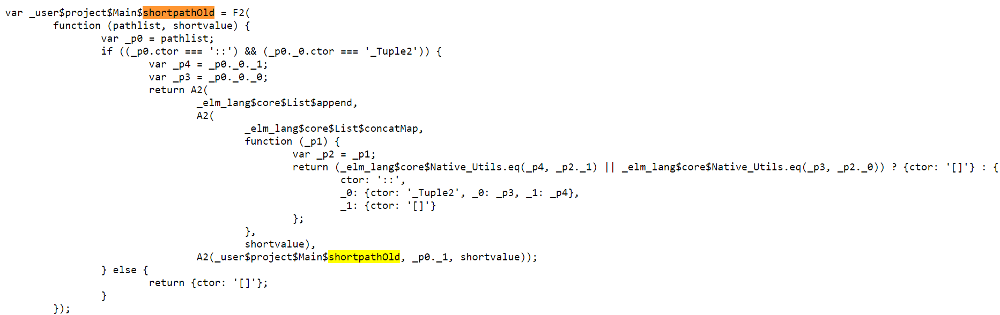 var _user$project$Main$shortpathOld = F2(
function (pathlist, shortvalue) {
var _p0 = pathlist;
if ((_p0.ctor === '::') && (_p0._0.ctor === '_Tuple2')) {
var _p4 = _p0._0._1;
var _p3 = _p0._0._0;
return A2(
_elm_lang$core$List$append,
A2(
_elm_lang$core$List$concatMap,
function (_p1) {
var _p2 = _p1;
return (_elm_lang$core$Native_Utils.eq(_p4, _p2._1) || _elm_lang$core$Native_Utils.eq(_p3, _p2._0)) ? {ctor: '[]'} : {
ctor: '::',
_0: {ctor: '_Tuple2', _0: _p3, _1: _p4},
_1: {ctor: '[]'}
};
},
shortvalue),
A2(_user$project$Main$shortpathOld, _p0._1, shortvalue));
} else {
return {ctor: '[]'};
}
});